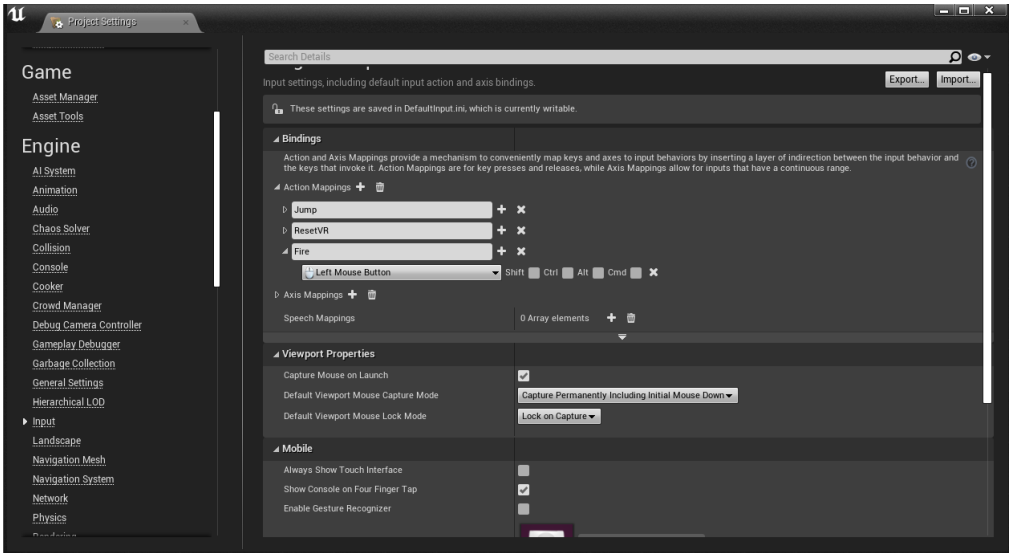 Project Settings
Search Details
Game
Asset Manager
Asset Tools
Engine
AI System
Animation
Audio
Chaos Solver
Collision
Console
Cooker
Crowd Manager
Debug Camera Controller
Gameplay Debugger
Garbage Collection
General Settings
Hierarchical LOD
Input
Landscape
Navigation Mesh
Navigation System
Network
Physics
Input settings, including default input action and axis bindings.
Export...
Import...
These settings are saved in DefaultInput.ini, which is currently writable.
Bindings
Action and Axis Mappings provide a mechanism to conveniently map keys and axes to input behaviors by inserting a layer of indirection between the input behavior and
the keys that invoke it. Action Mappings are for key presses and releases, while Axis Mappings allow for inputs that have a continuous range.
Action Mappings
Jump
ResetVR
Fire
Left Mouse Button Shift Ctrl Alt Cmd
Axis Mappings
Speech Mappings 0 Array elements
Viewport Properties
Capture Mouse on Launch
Default Viewport Mouse Capture Mode Capture Permanently Including Initial Mouse Down
Default Viewport Mouse Lock Mode Lock on Capture
Mobile
Always Show Touch Interface
Show Console on Four Finger Tap
Enable Gesture Recognizer